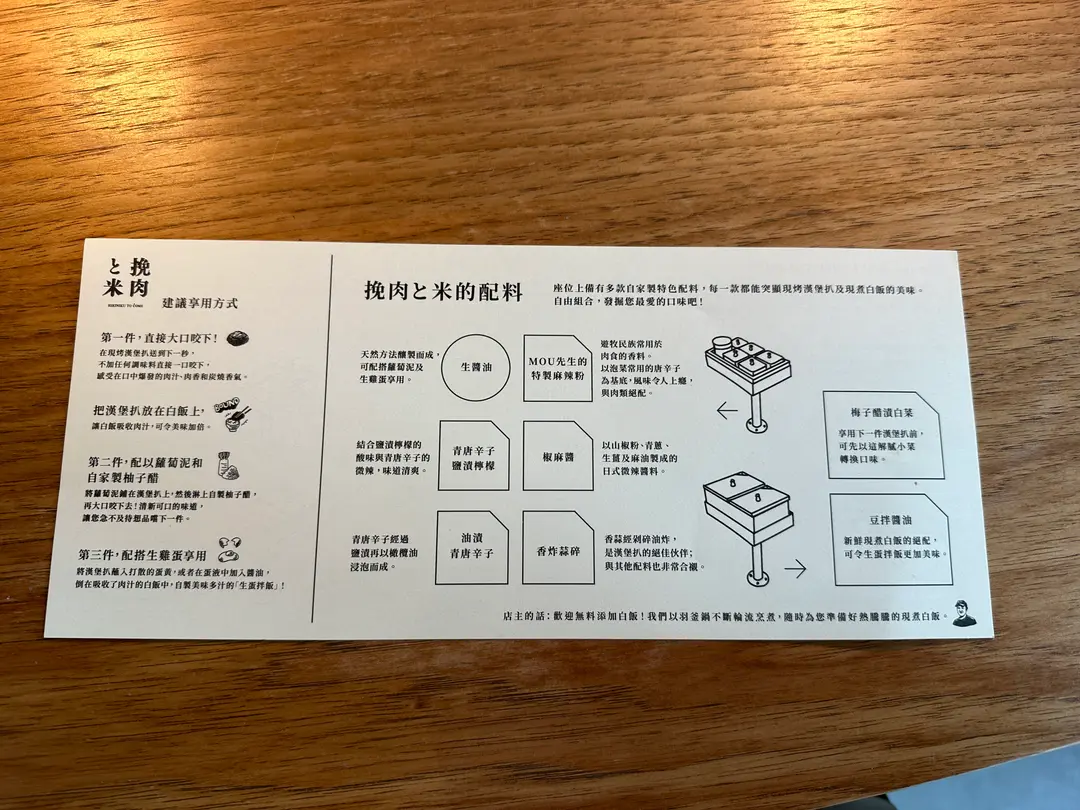 挽肉
と
米
HIKINIKU TO COME
建議享用方式
第一件，直接大口咬下！
在現烤漢堡扒送到下一秒，
不加任何調味料直接一口咬下，
感受在口中爆發的肉汁、肉香和炭燒香氣。
把漢堡扒放在白飯上，
讓白飯吸收肉汁，可令美味加倍。
第二件，配以蘿蔔泥和
自家製柚子醋
將蘿蔔泥鋪在漢堡扒上，然後淋上自製柚子醋，
再大口咬下去！清新可口的味道，
讓您急不及待想品嚐下一件。
第三件，配搭生雞蛋享用
將漢堡扒蘸入打散的蛋黃，或者在蛋液中加入醬油，
倒在吸收了肉汁的白飯中，自製美味多汁的「生蛋拌飯」！
挽肉と米的配料
座位上備有多款自家製特色配料，每一款都能突顯現烤漢堡扒及現煮白飯的美味。
自由組合，發掘您最愛的口味吧！
天然方法釀製而成，
可配搭蘿蔔泥及
生雞蛋享用。
生醬油
MOU先生的
特製麻辣粉
遊牧民族常用於
肉食的香料。
以泡菜常用的唐辛子
為基底，風味令人上癮，
與肉類絕配。
結合鹽漬檸檬的
酸味與青唐辛子的
微辣，味道清爽。
青唐辛子
鹽漬檸檬
椒麻醬
以山椒粉、青蔥、
生薑及麻油製成的
日式微辣醬料。
青唐辛子經過
鹽漬再以橄欖油
浸泡而成。
油漬
青唐辛子
香炸蒜碎
香蒜經剁碎油炸，
是漢堡扒的絕佳伙伴；
與其他配料也非常合襯。
梅子醋漬白菜
享用下一件漢堡扒前，
可先以這解膩小菜
轉換口味。
豆拌醬油
新鮮現煮白飯的絕配，
可令生蛋拌飯更加美味。
店主的話：歡迎無料添加白飯！我們以羽釜鍋不斷輪流烹煮，隨時為您準備好熱騰騰的現煮白飯。